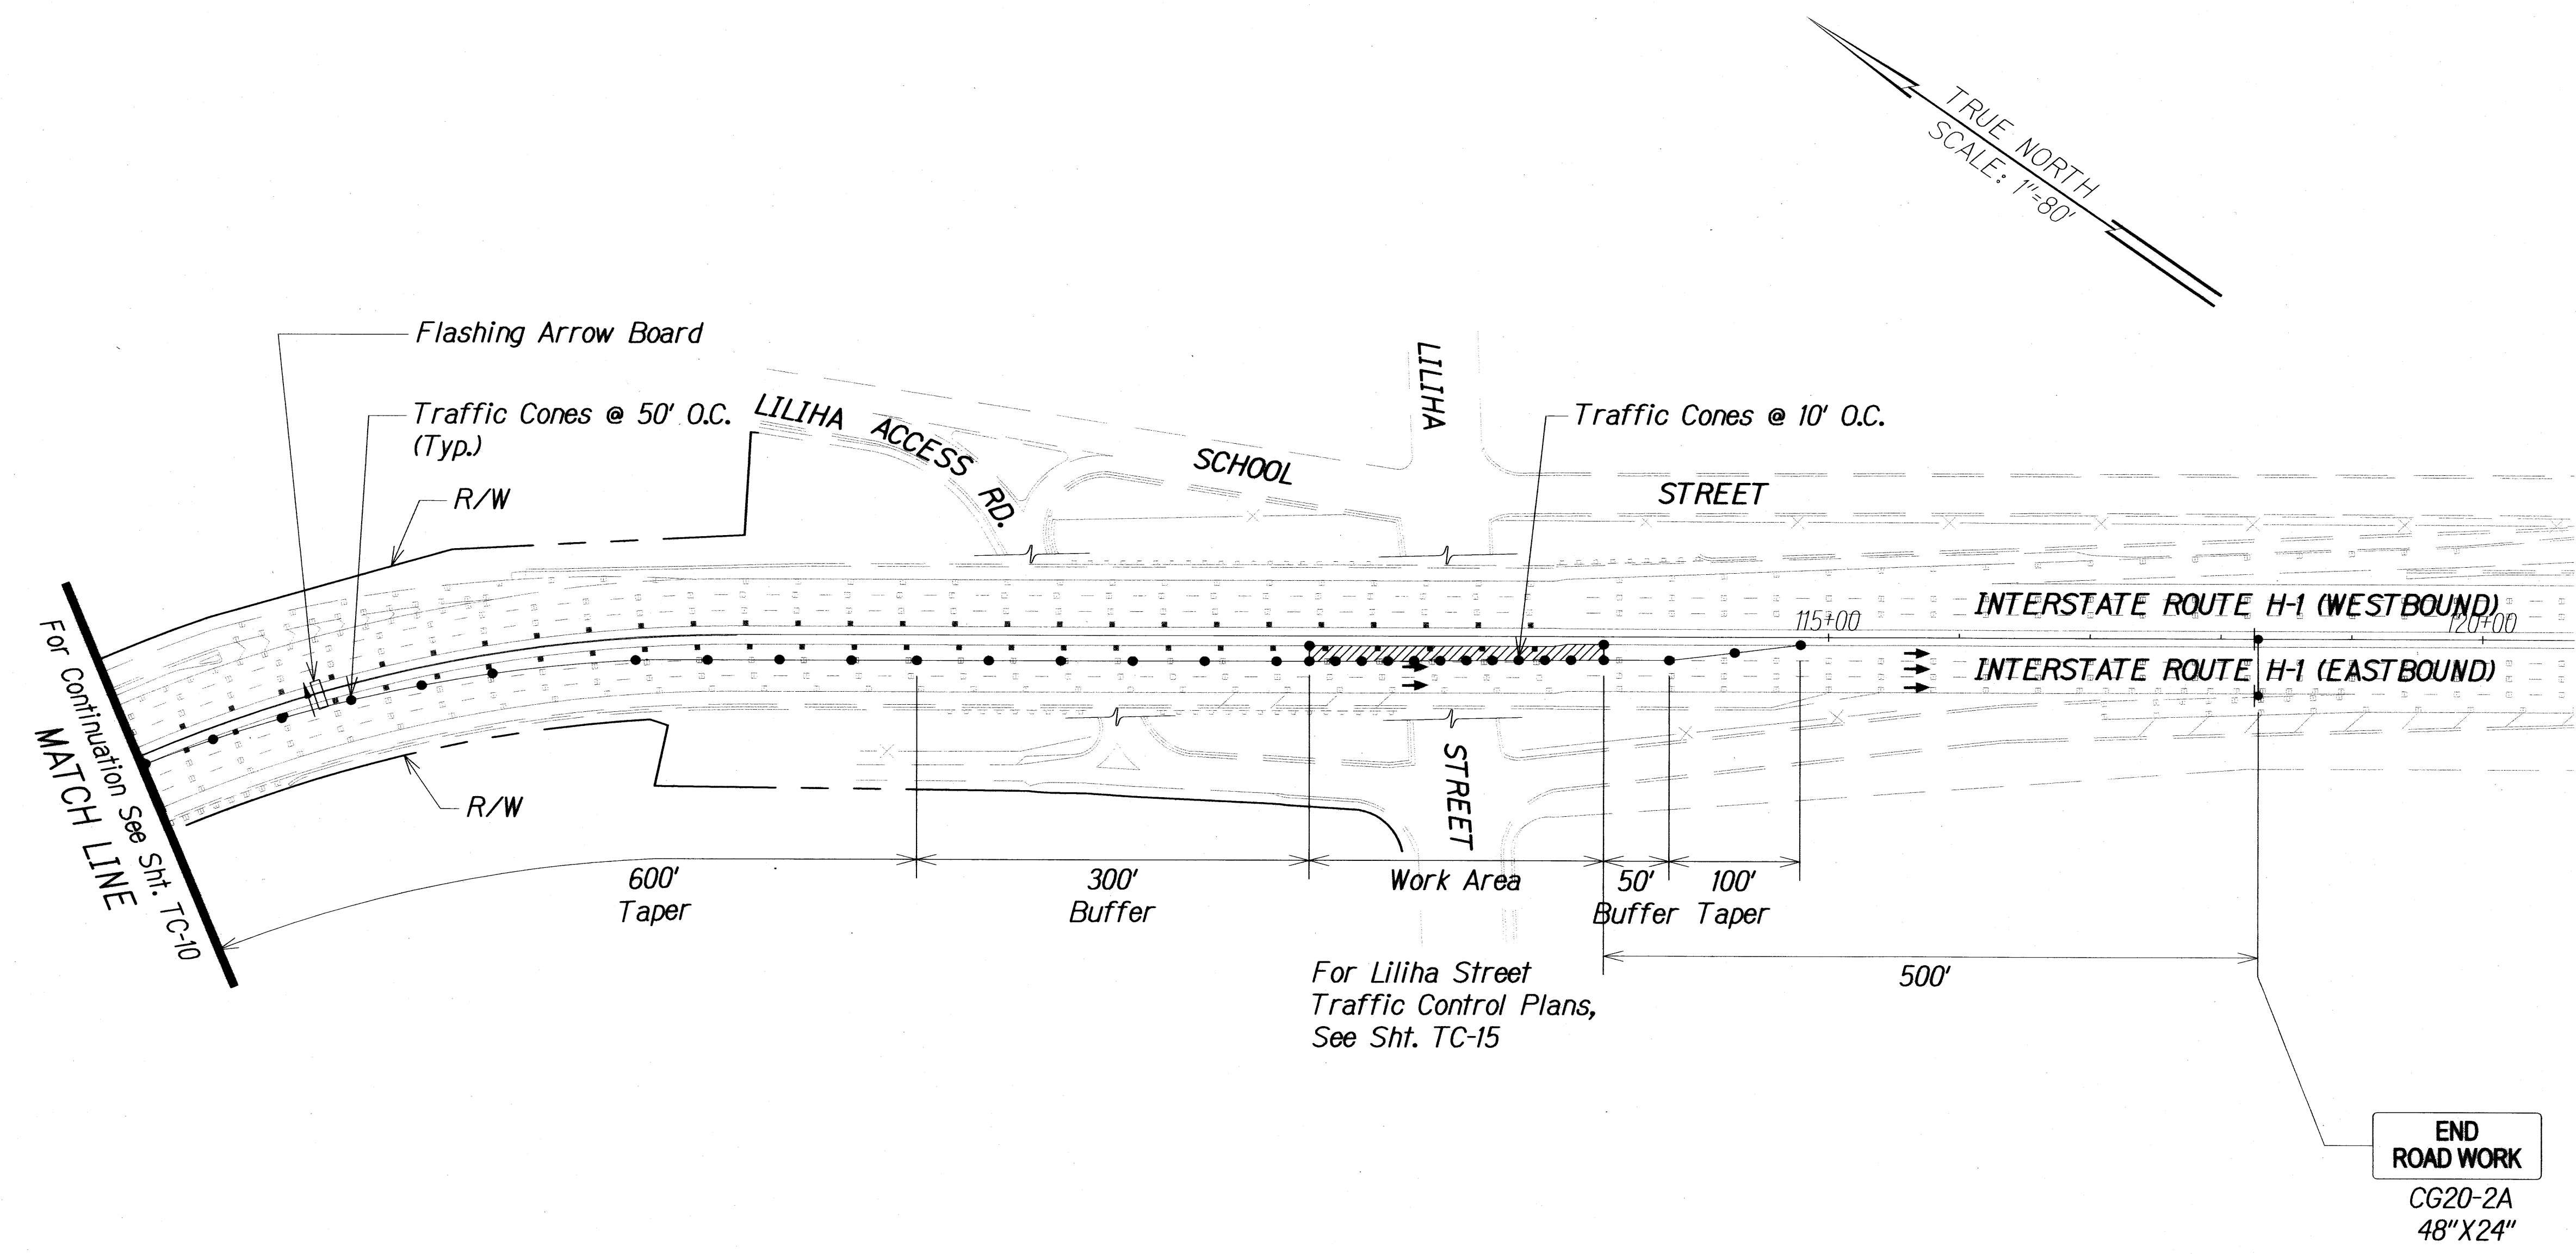 TRUE NORTH
SCALE: 1"=80'
Flashing Arrow Board
Traffic Cones @ 50' O.C.
(Typ.)
R/W
LILIHA ACCESS RD.
SCHOOL
STREET
LILIHA
STREET
Traffic Cones @ 10' O.C.
115+00
120+00
INTERSTATE ROUTE H-1 (WESTBOUND)
INTERSTATE ROUTE H-1 (EASTBOUND)
For Continuation See Sht. TC-10
MATCH LINE
R/W
600'
Taper
300'
Buffer
Work Area
50'
Buffer
100'
Taper
500'
For Liliha Street
Traffic Control Plans,
See Sht. TC-15
END
ROAD WORK
CG20-2A
48"X24"